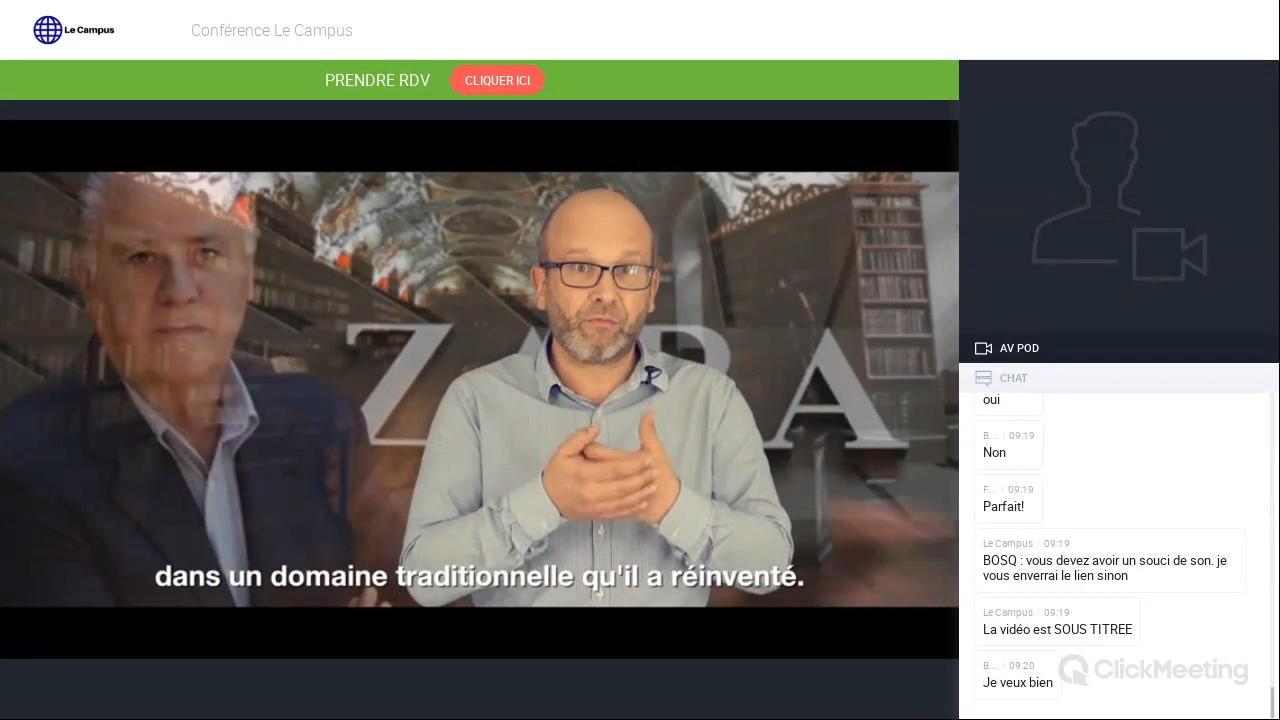 Le Campus
Conférence Le Campus
PRENDRE RDV
CLIQUER ICI
ZARA
dans un domaine traditionnelle qu'il a réinventé.
AV POD
CHAT
oui
B... | 09:19
Non
F... | 09:19
Parfait!
Le Campus | 09:19
BOSQ : vous devez avoir un souci de son. je
vous enverrai le lien sinon
Le Campus | 09:19
La vidéo est SOUS TITREE
B... | 09:20
Je veux bien
ClickMeeting